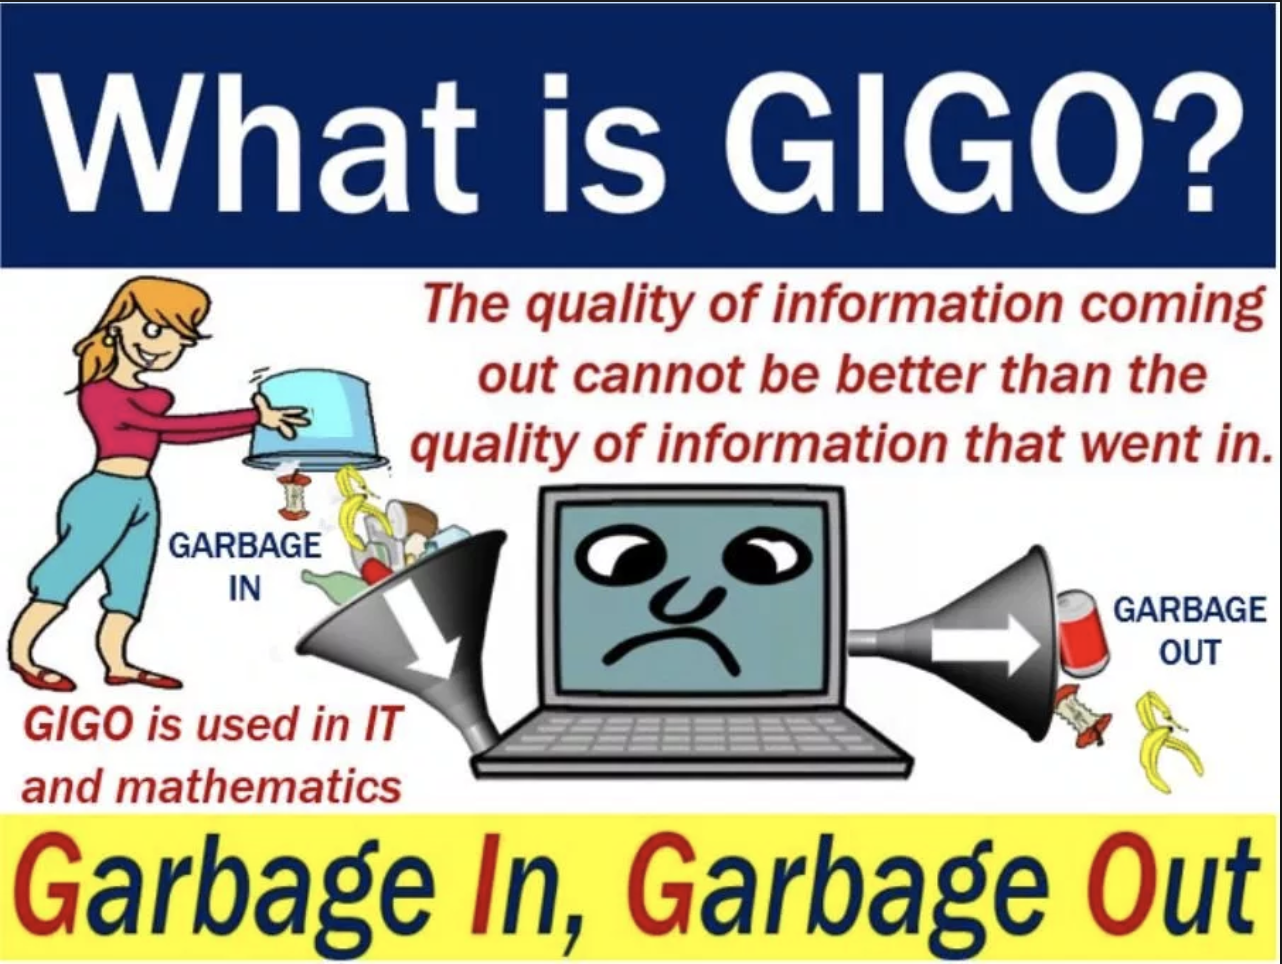 What is GIGO?
The quality of information coming
out cannot be better than the
quality of information that went in.
GARBAGE
IN
GARBAGE
OUT
GIGO is used in IT
and mathematics
Garbage In, Garbage Out